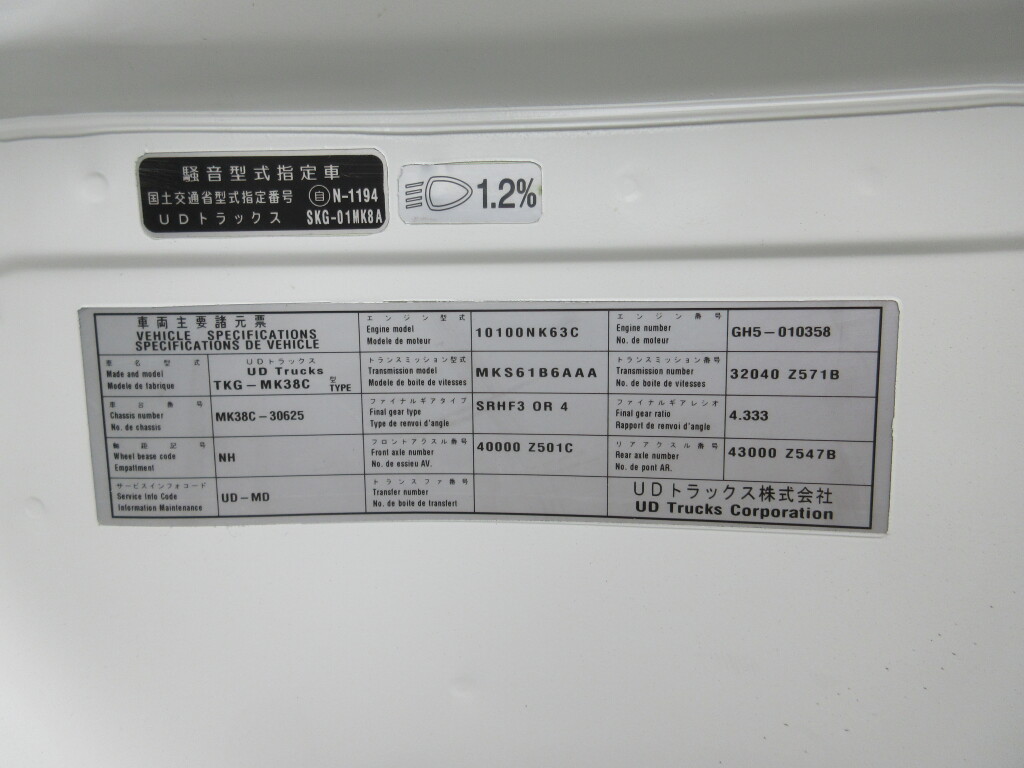 騒音型式指定車
国土交通省型式指定番号 自 N-1194
UDトラックス SKG-01MK8A
1.2%
車両主要諸元票
VEHICLE SPECIFICATIONS
SPECIFICATIONS DE VEHICLE
車名型式
Made and model
Modele de fabrique
UDトラックス
UD Trucks
TKG-MK38C 型 TYPE
車台番号
Chassis number
No. de chassis
MK38C-30625
軸距記号
Wheel bease code
Empattment
NH
サービスインフォコード
Service Info Code
Information Maintenance
UD-MD
エンジン型式
Engine model
Modele de moteur
10100NK63C
トランスミッション型式
Transmission model
Modele de boite de vitesses
MKS61B6AAA
ファイナルギアタイプ
Final gear type
Type de renvoi d'angle
SRHF3 OR 4
フロントアクスル番号
Front axle number
No. de essieu AV.
40000 Z501C
トランスファ番号
Transfer number
No. de boite de transfert
エンジン番号
Engine number
No. de moteur
GH5-010358
トランスミッション番号
Transmission number
No. de boite de vitesses
32040 Z571B
ファイナルギアレシオ
Final gear ratio
Rapport de renvoi d'angle
4.333
リアアクスル番号
Rear axle number
No. de pont AR.
43000 Z547B
UDトラックス株式会社
UD Trucks Corporation